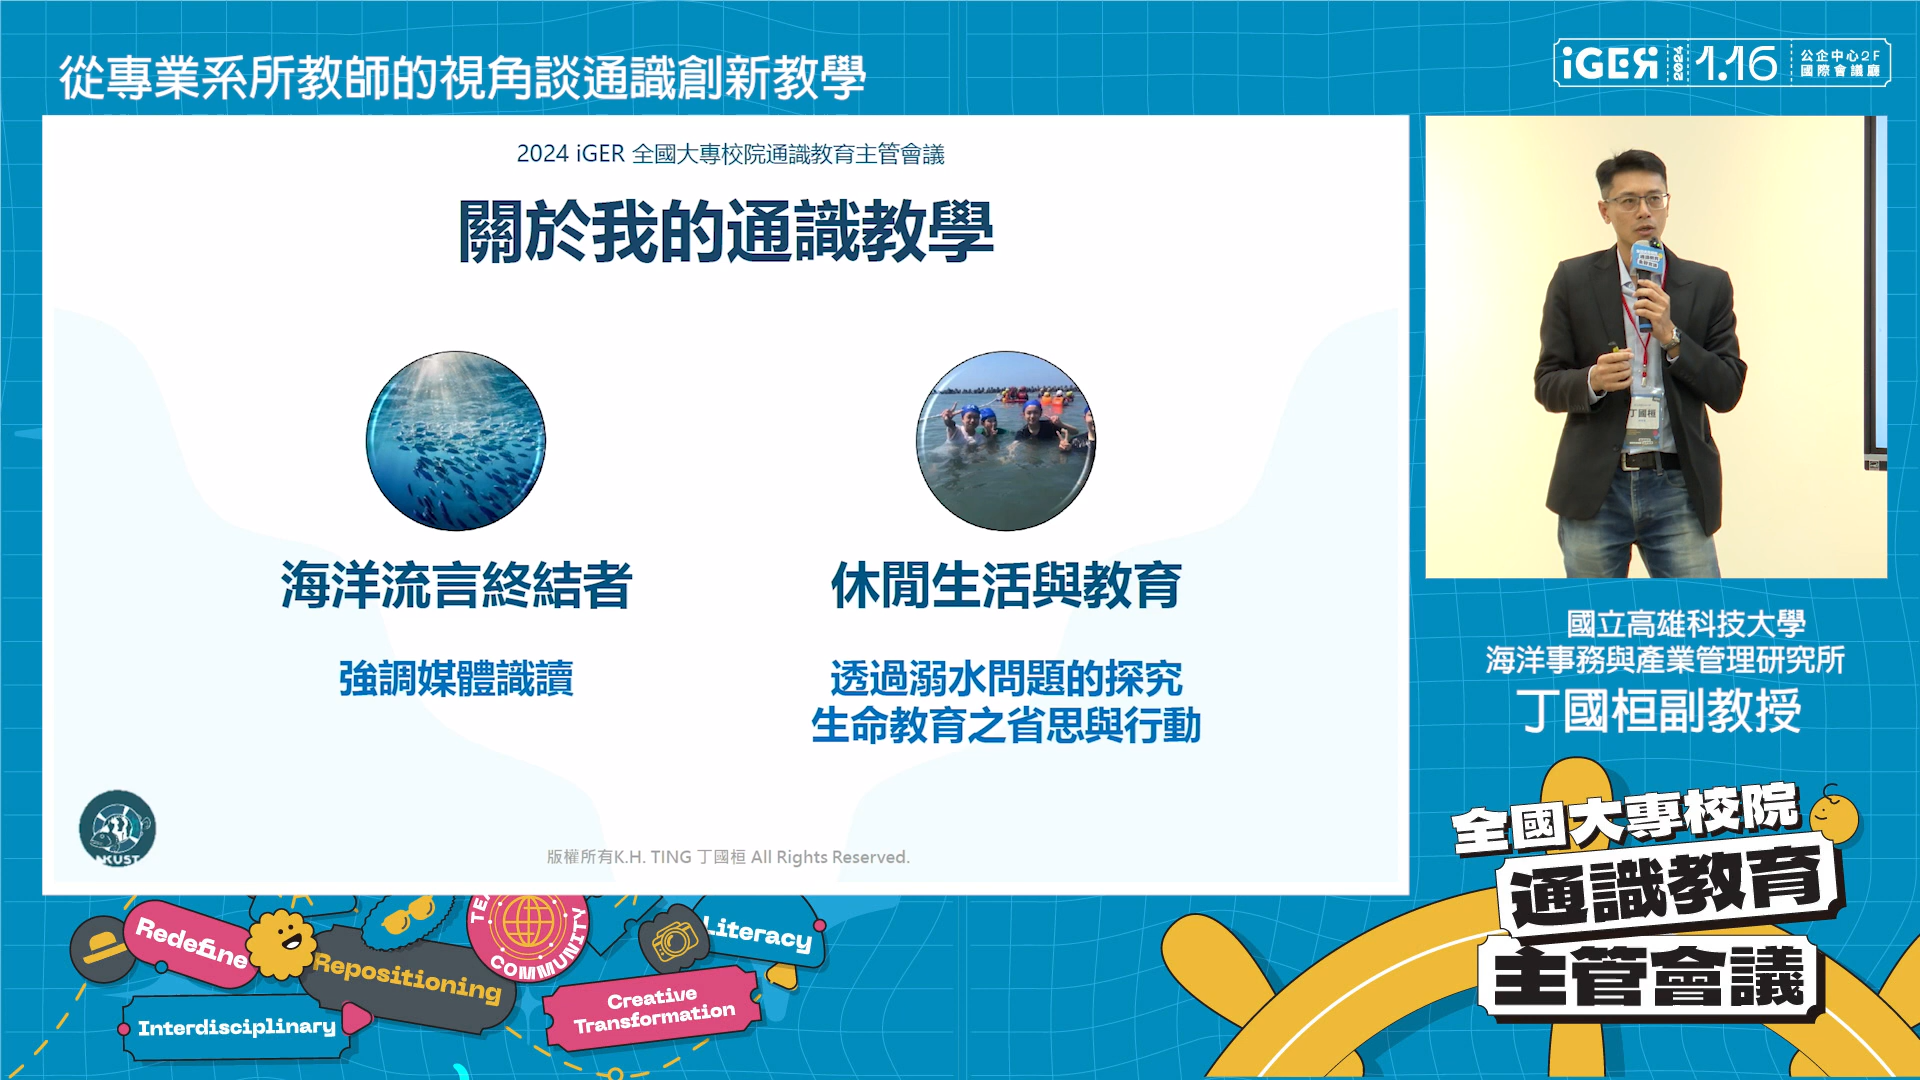 從專業系所教師的視角談通識創新教學
iGER 2024 1.16 公企中心2F
國際會議廳
2024 iGER 全國大專校院通識教育主管會議
關於我的通識教學
海洋流言終結者
強調媒體識讀
休閒生活與教育
透過溺水問題的探究
生命教育之省思與行動
NKUST
版權所有K.H. TING 丁國桓 All Rights Reserved.
丁國桓
國立高雄科技大學
海洋事務與產業管理研究所
丁國桓副教授
全國大專校院
通識教育
主管會議
Redefine
Repositioning
Interdisciplinary
COMMUNITY
Literacy
Creative
Transformation